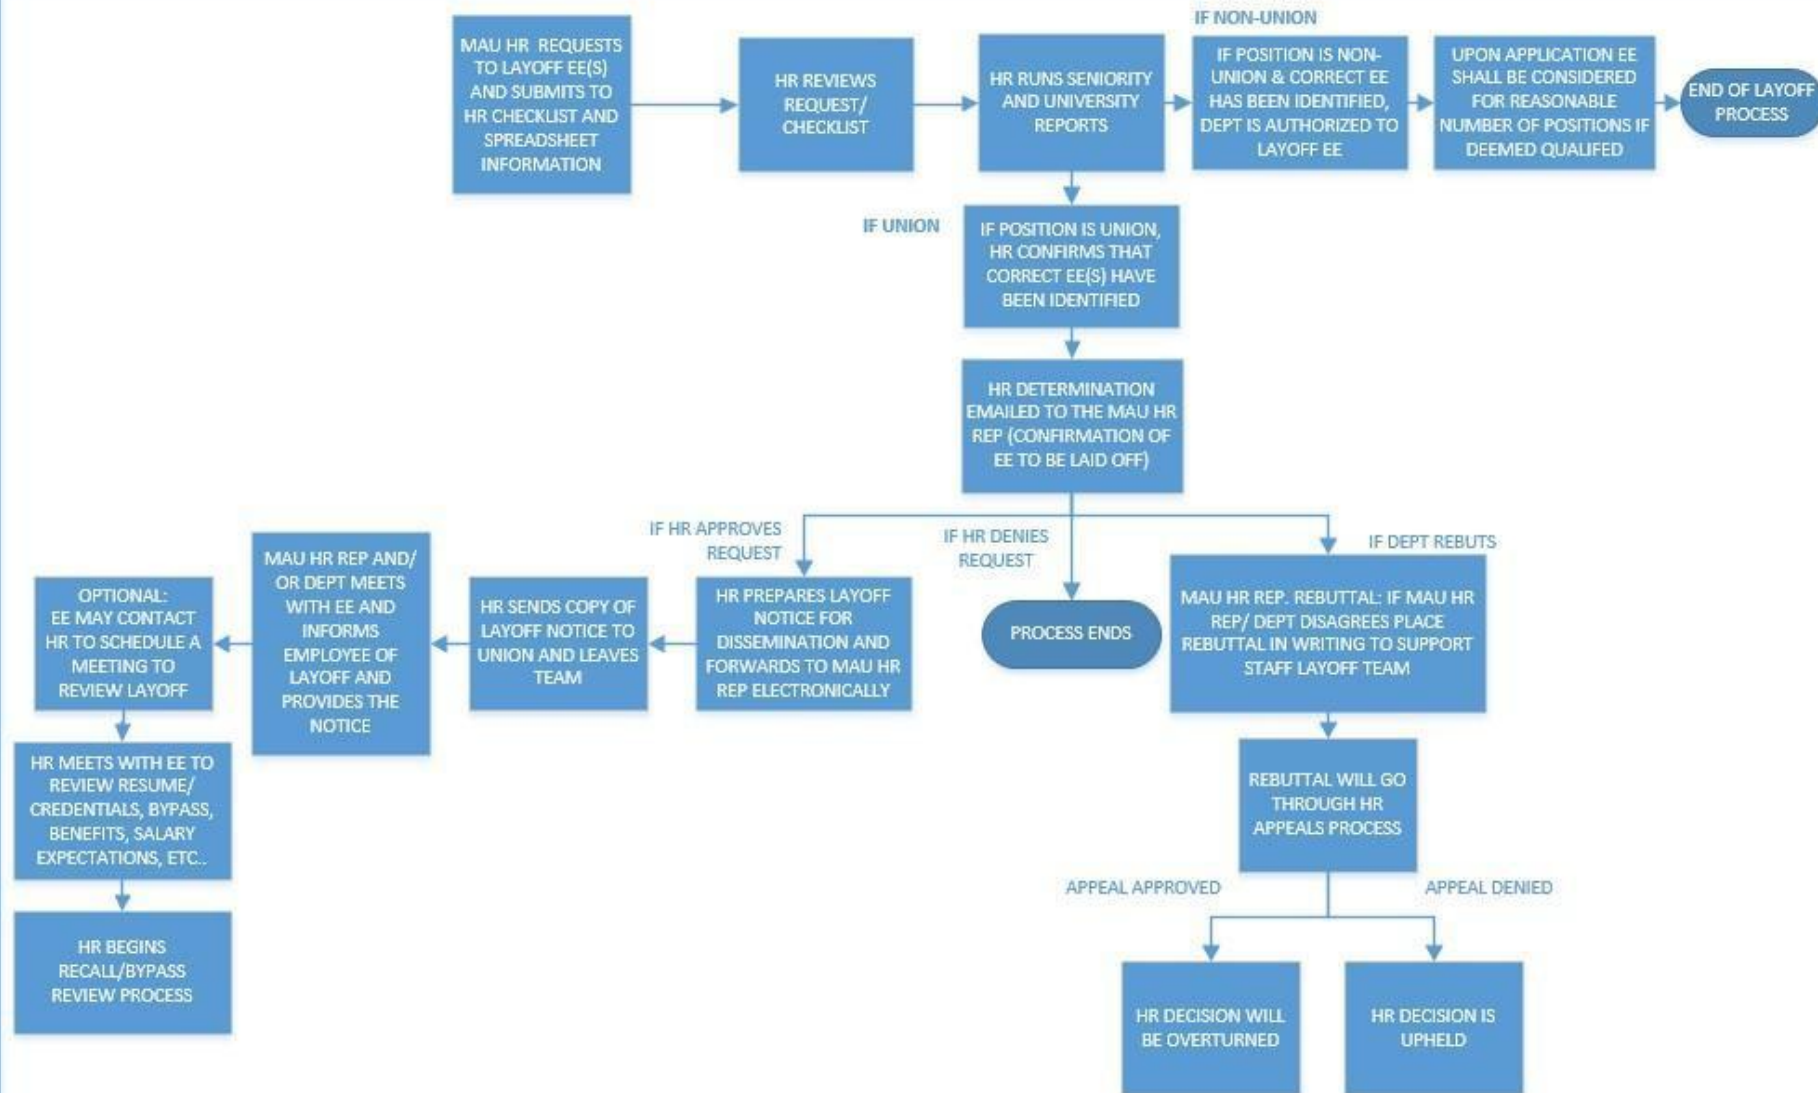 MAU HR REQUESTS
TO LAYOFF EE(S)
AND SUBMITS TO
HR CHECKLIST AND
SPREADSHEET
INFORMATION
HR REVIEWS
REQUEST/
CHECKLIST
HR RUNS SENIORITY
AND UNIVERSITY
REPORTS
IF NON-UNION
IF POSITION IS NON-
UNION & CORRECT EE
HAS BEEN IDENTIFIED,
DEPT IS AUTHORIZED TO
LAYOFF EE
UPON APPLICATION EE
SHALL BE CONSIDERED
FOR REASONABLE
NUMBER OF POSITIONS IF
DEEMED QUALIFED
END OF LAYOFF
PROCESS
IF UNION
IF POSITION IS UNION,
HR CONFIRMS THAT
CORRECT EE(S) HAVE
BEEN IDENTIFIED
HR DETERMINATION
EMAILED TO THE MAU HR
REP (CONFIRMATION OF
EE TO BE LAID OFF)
IF HR APPROVES
REQUEST
HR PREPARES LAYOFF
NOTICE FOR
DISSEMINATION AND
FORWARDS TO MAU HR
REP ELECTRONICALLY
HR SENDS COPY OF
LAYOFF NOTICE TO
UNION AND LEAVES
TEAM
MAU HR REP AND/
OR DEPT MEETS
WITH EE AND
INFORMS
EMPLOYEE OF
LAYOFF AND
PROVIDES THE
NOTICE
OPTIONAL:
EE MAY CONTACT
HR TO SCHEDULE A
MEETING TO
REVIEW LAYOFF
HR MEETS WITH EE TO
REVIEW RESUME/
CREDENTIALS, BYPASS,
BENEFITS, SALARY
EXPECTATIONS, ETC..
HR BEGINS
RECALL/BYPASS
REVIEW PROCESS
IF HR DENIES
REQUEST
PROCESS ENDS
IF DEPT REBUTS
MAU HR REP. REBUTTAL: IF MAU HR
REP/ DEPT DISAGREES PLACE
REBUTTAL IN WRITING TO SUPPORT
STAFF LAYOFF TEAM
REBUTTAL WILL GO
THROUGH HR
APPEALS PROCESS
APPEAL APPROVED
HR DECISION WILL
BE OVERTURNED
APPEAL DENIED
HR DECISION IS
UPHELD